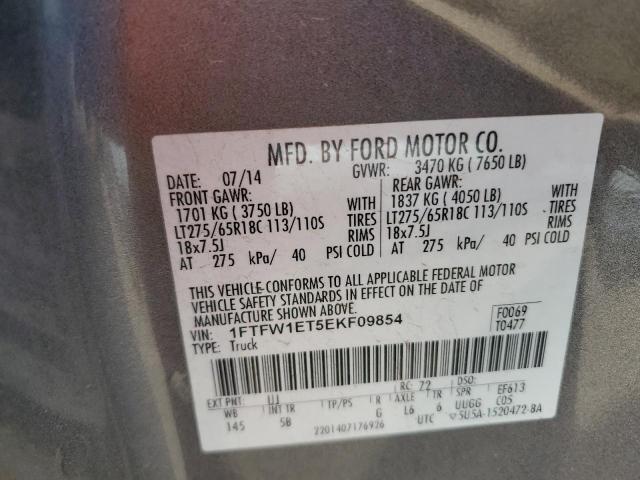 MFD. BY FORD MOTOR CO.
DATE: 07/14 GVWR: 3470 KG ( 7650 LB)
FRONT GAWR: REAR GAWR:
1701 KG ( 3750 LB) 1837 KG ( 4050 LB)
LT275/65R18C 113/110S TIRES LT275/65R18C 113/110S TIRES
18x7.5J RIMS 18x7.5J RIMS
AT 275 kPa/ 40 PSI COLD AT 275 kPa/ 40 PSI COLD
THIS VEHICLE CONFORMS TO ALL APPLICABLE FEDERAL MOTOR
VEHICLE SAFETY STANDARDS IN EFFECT ON THE DATE OF
MANUFACTURE SHOWN ABOVE.
VIN: 1FTFW1ET5EKF09854 F0069
TYPE: Truck T0477
EXT PNT: UJ RC: 72 DSO:
WB INT TR TP/PS R AXLE TR SPR EF613
145 5B G L6 6 UUGG C05
2201407176926 UTC 5U5A-1520472-BA